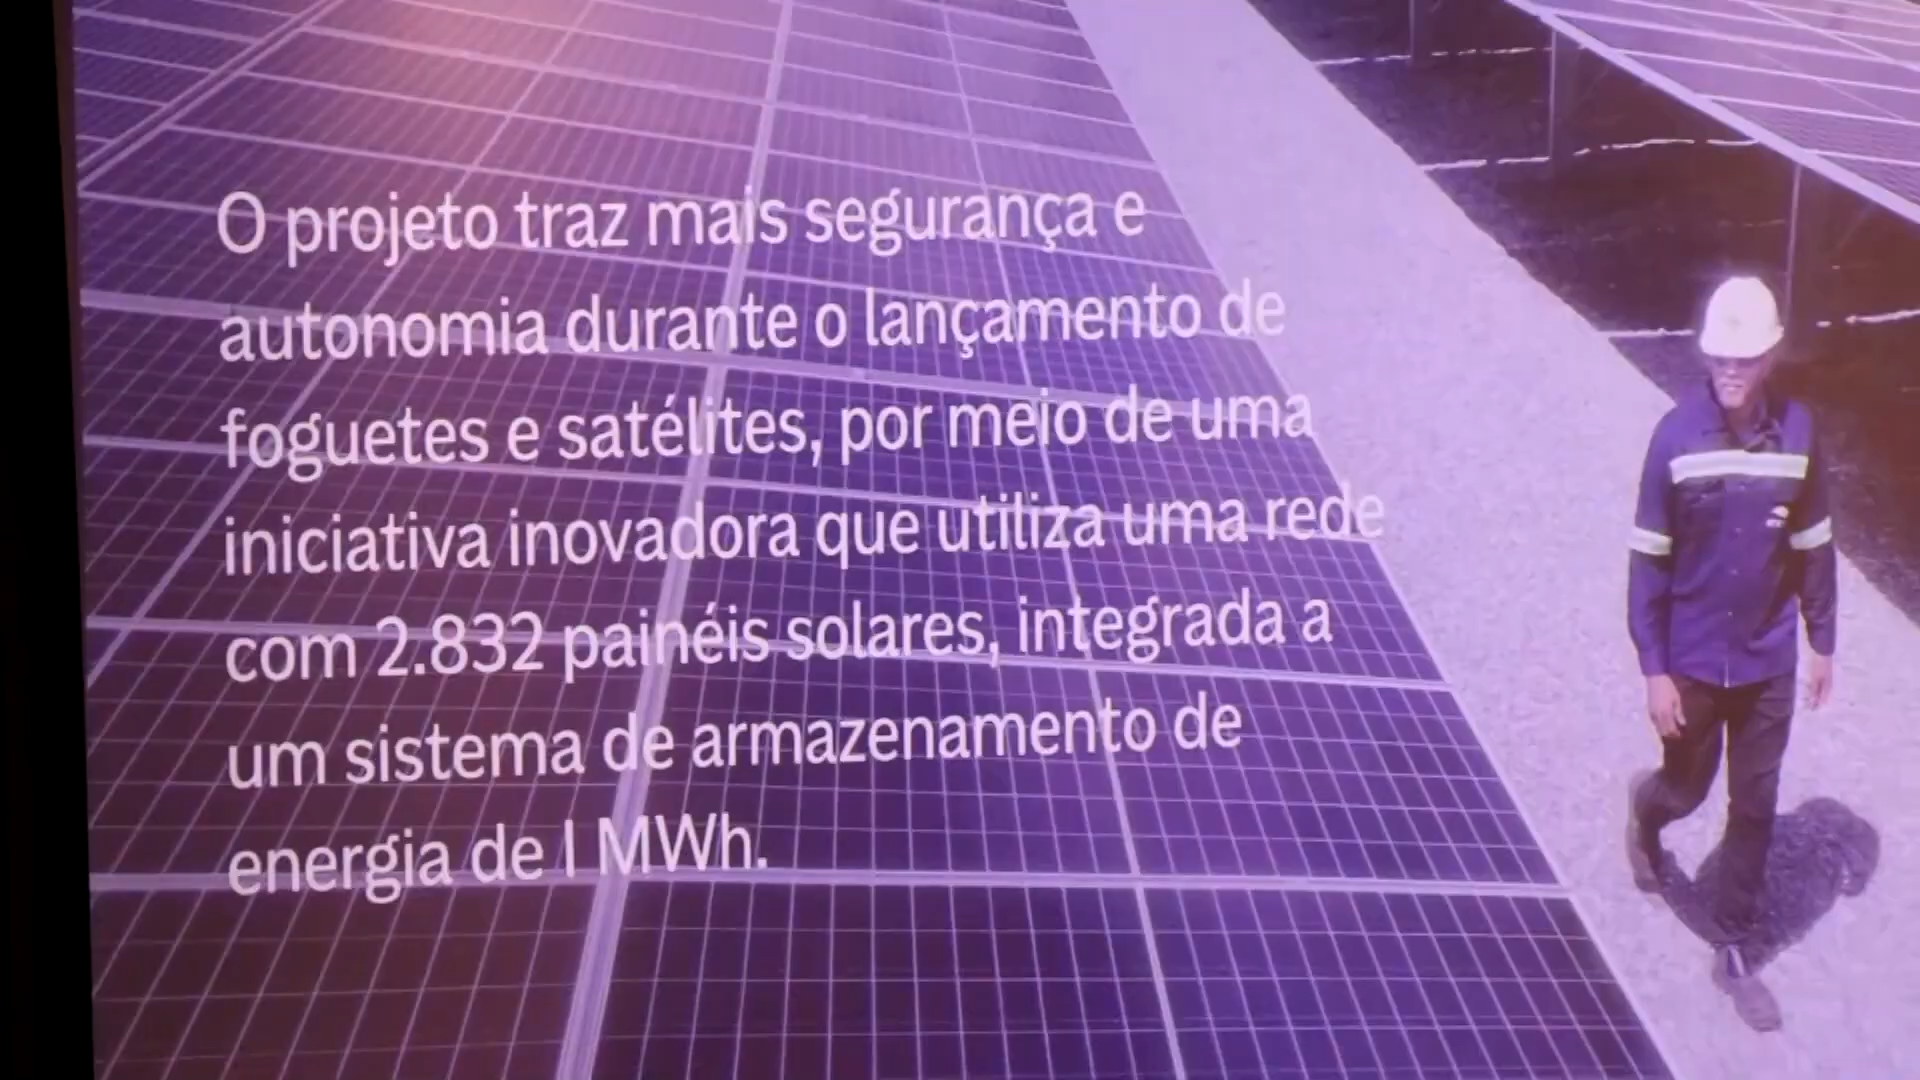 O projeto traz mais segurança e
autonomia durante o lançamento de
foguetes e satélites, por meio de uma
iniciativa inovadora que utiliza uma rede
com 2.832 painéis solares, integrada a
um sistema de armazenamento de
energia de 1 MWh.